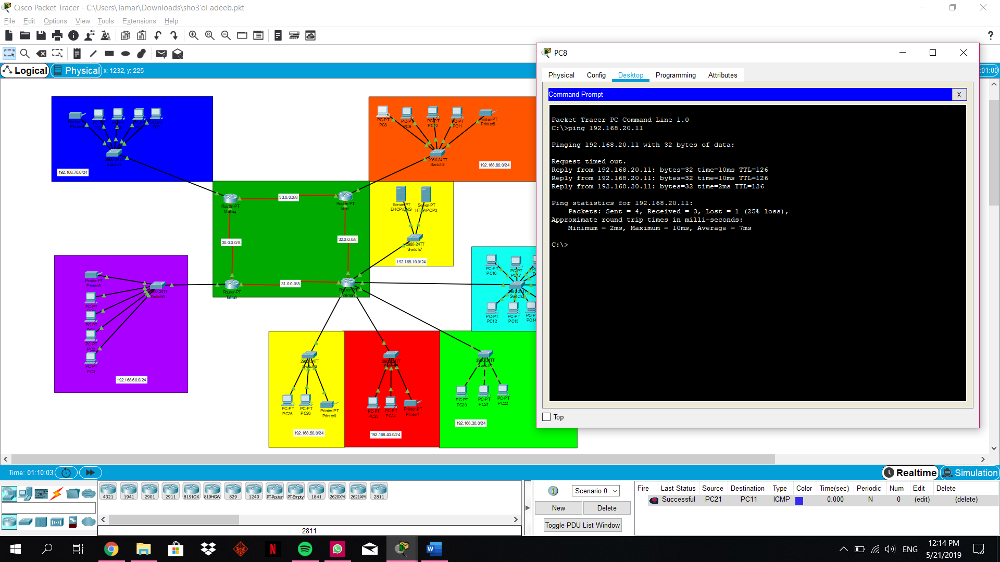 Cisco Packet Tracer - C:\Users\Tamar\Downloads\sho3'ol adeeb.pkt
File Edit Options View Tools Extensions Help
?
Logical Physical x: 1232, y: 225
:01:00
PC8
Physical Config Desktop Programming Attributes
Command Prompt
X
Packet Tracer PC Command Line 1.0
C:\>ping 192.168.20.11
Pinging 192.168.20.11 with 32 bytes of data:
Request timed out.
Reply from 192.168.20.11: bytes=32 time=10ms TTL=126
Reply from 192.168.20.11: bytes=32 time=10ms TTL=126
Reply from 192.168.20.11: bytes=32 time=2ms TTL=126
Ping statistics for 192.168.20.11:
Packets: Sent = 4, Received = 3, Lost = 1 (25% loss),
Approximate round trip times in milli-seconds:
Minimum = 2ms, Maximum = 10ms, Average = 7ms
C:\>
Top
192.168.70.0/24
PC-PT
PC8
PC-PT
PC9
PC-PT
PC10
PC-PT
PC11
Printer-PT
Printer5
2960-24TT
Switch2
192.168.80.0/24
Router-PT
Mafraq
33.0.0.0/8
Router-PT
Irbid
30.0.0.0/8
32.0.0.0/8
31.0.0.0/8
Router-PT
Tafilah
Router-PT
Amman
Server-PT
DHCP/DNS
Server-PT
HTTP/POP3
2960-24TT
Switch7
192.168.10.0/24
PC-PT
PC16
PC-PT
PC17
2960-24TT
Switch3
PC-PT
PC12
PC-PT
PC13
PC-PT
PC14
Printer-PT
Printer3
2960-24TT
Switch0
PC-PT
PC-PT
PC-PT
PC2
PC-PT
PC3
192.168.60.0/24
2960-24TT
Switch6
PC-PT
PC25
PC-PT
PC26
Printer-PT
Printer0
192.168.50.0/24
2960-24TT
Switch5
PC-PT
PC23
PC-PT
PC24
Printer-PT
Printer1
192.168.40.0/24
2960-24TT
Switch4
PC-PT
PC20
PC-PT
PC21
PC-PT
PC22
192.168.30.0/24
Time: 01:10:03
Realtime Simulation
4321 1941 2901 2911 819IOX 819HGW 829 1240 PT-Router PT-Empty 1841 2620XM 2621XM 2811
2811
Scenario 0
New Delete
Toggle PDU List Window
Fire Last Status Source Destination Type Color Time(sec) Periodic Num Edit Delete
Successful PC21 PC11 ICMP 0.000 N 0 (edit) (delete)
ENG
12:14 PM
5/21/2019